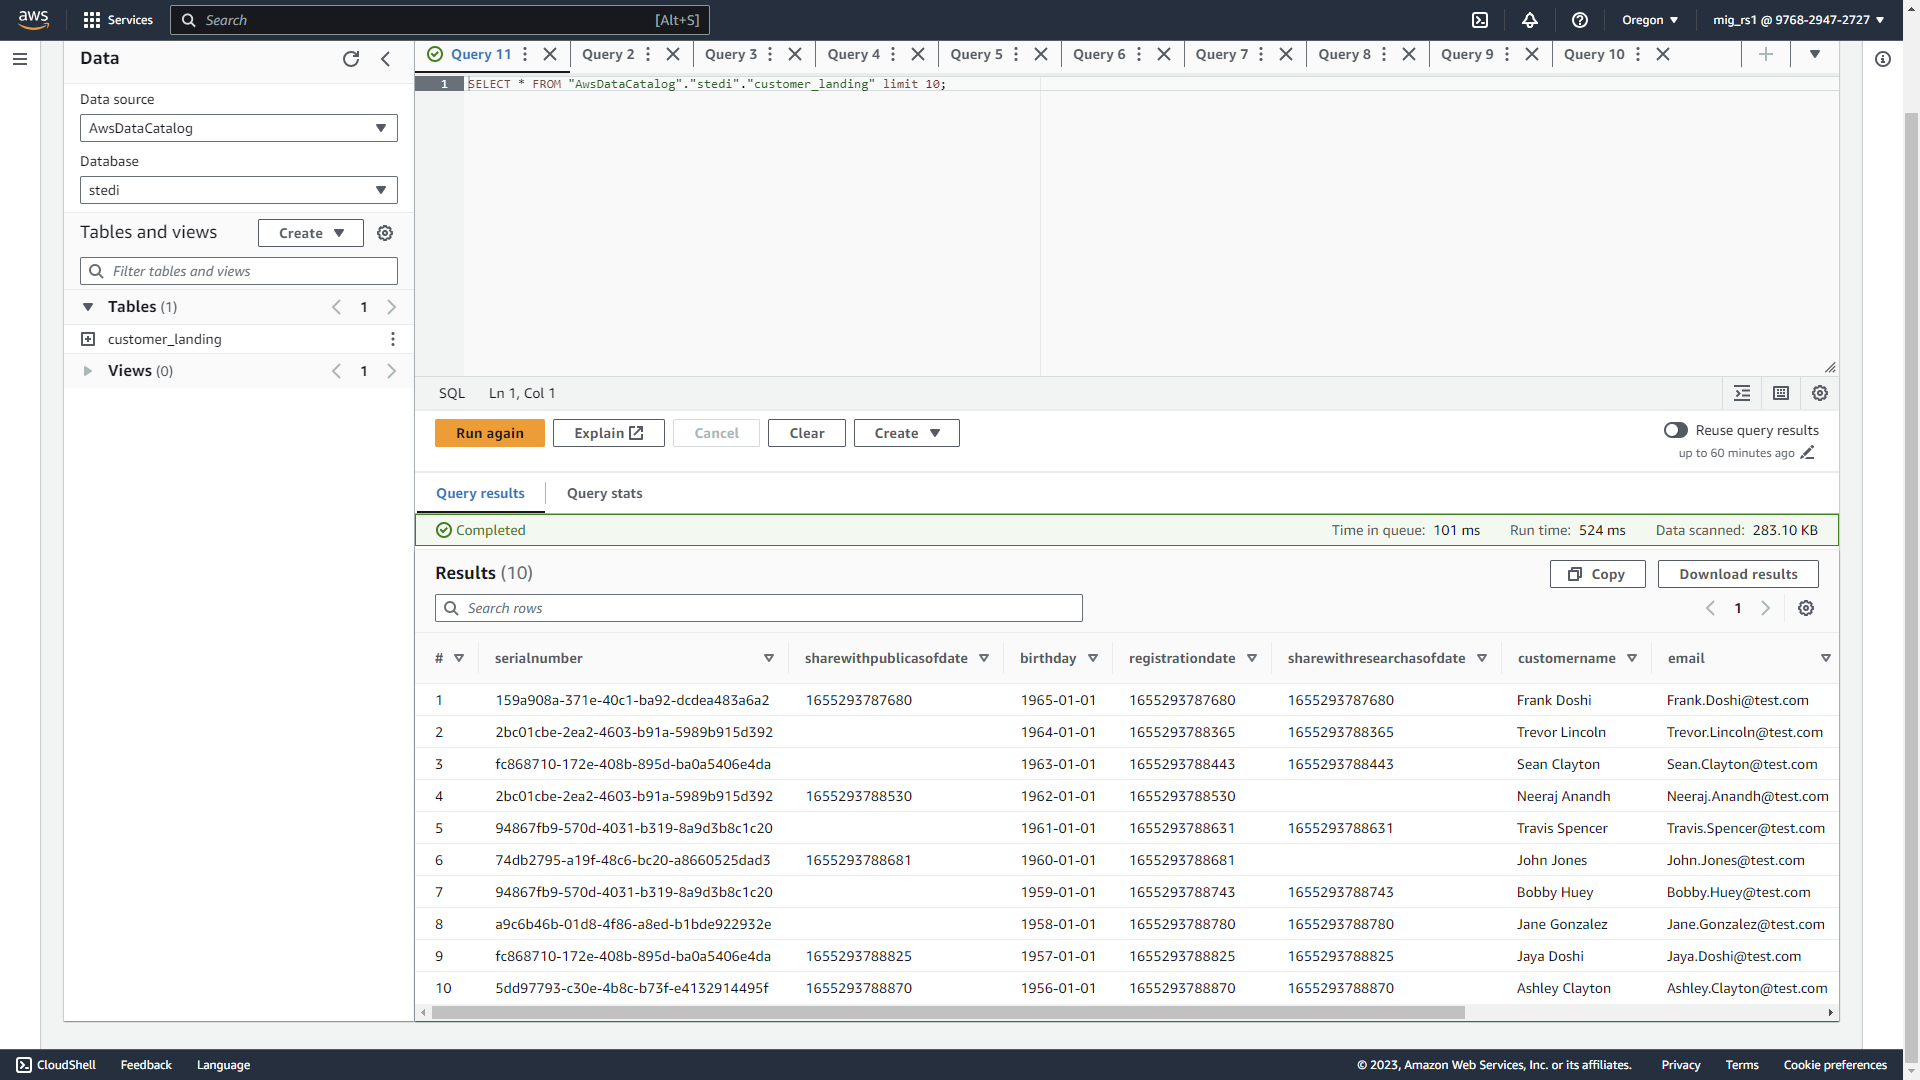 aws Services Search [Alt+S] Oregon mig_rs1 @ 9768-2947-2727
Data
Data source
AwsDataCatalog
Database
stedi
Tables and views Create
Filter tables and views
Tables (1) 1
customer_landing
Views (0) 1
Query 11 Query 2 Query 3 Query 4 Query 5 Query 6 Query 7 Query 8 Query 9 Query 10
1 SELECT * FROM "AwsDataCatalog"."stedi"."customer_landing" limit 10;
SQL Ln 1, Col 1
Run again Explain Cancel Clear Create Reuse query results
up to 60 minutes ago
Query results Query stats
Completed Time in queue: 101 ms Run time: 524 ms Data scanned: 283.10 KB
Results (10) Copy Download results
Search rows 1
# serialnumber sharewithpublicasofdate birthday registrationdate sharewithresearchasofdate customername email
1 159a908a-371e-40c1-ba92-dcdea483a6a2 1655293787680 1965-01-01 1655293787680 1655293787680 Frank Doshi Frank.Doshi@test.com
2 2bc01cbe-2ea2-4603-b91a-5989b915d392 1964-01-01 1655293788365 1655293788365 Trevor Lincoln Trevor.Lincoln@test.com
3 fc868710-172e-408b-895d-ba0a5406e4da 1963-01-01 1655293788443 1655293788443 Sean Clayton Sean.Clayton@test.com
4 2bc01cbe-2ea2-4603-b91a-5989b915d392 1655293788530 1962-01-01 1655293788530 Neeraj Anandh Neeraj.Anandh@test.com
5 94867fb9-570d-4031-b319-8a9d3b8c1c20 1961-01-01 1655293788631 1655293788631 Travis Spencer Travis.Spencer@test.com
6 74db2795-a19f-48c6-bc20-a8660525dad3 1655293788681 1960-01-01 1655293788681 John Jones John.Jones@test.com
7 94867fb9-570d-4031-b319-8a9d3b8c1c20 1959-01-01 1655293788743 1655293788743 Bobby Huey Bobby.Huey@test.com
8 a9c6b46b-01d8-4f86-a8ed-b1bde922932e 1958-01-01 1655293788780 1655293788780 Jane Gonzalez Jane.Gonzalez@test.com
9 fc868710-172e-408b-895d-ba0a5406e4da 1655293788825 1957-01-01 1655293788825 1655293788825 Jaya Doshi Jaya.Doshi@test.com
10 5dd97793-c30e-4b8c-b73f-e4132914495f 1655293788870 1956-01-01 1655293788870 1655293788870 Ashley Clayton Ashley.Clayton@test.com
CloudShell Feedback Language © 2023, Amazon Web Services, Inc. or its affiliates. Privacy Terms Cookie preferences